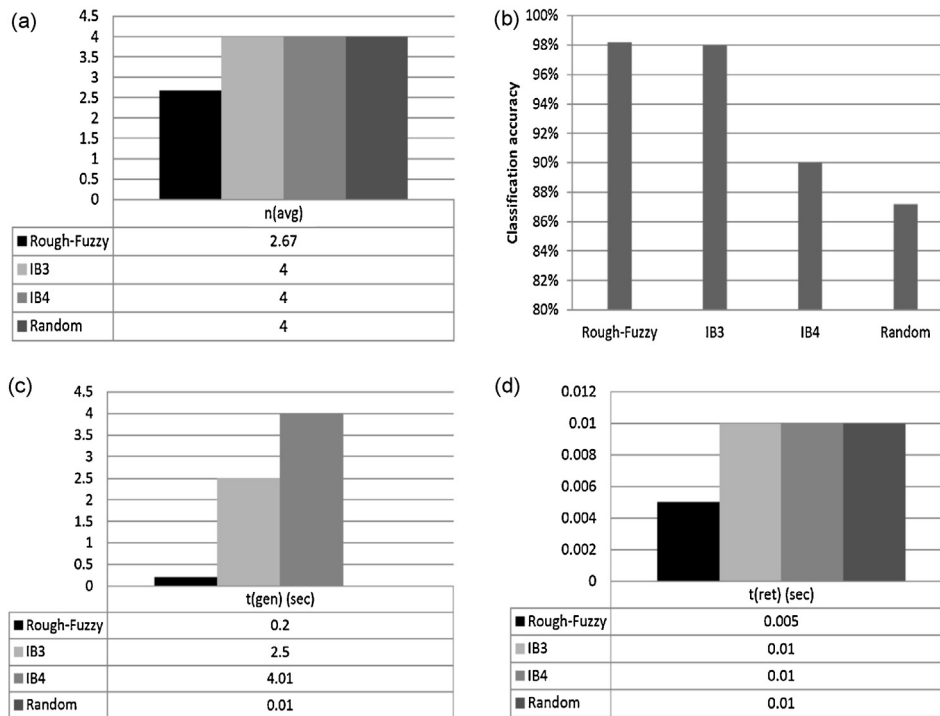 (a)
4.5
4
3.5
3
2.5
2
1.5
1
0.5
0
n(avg)
Rough-Fuzzy 2.67
IB3 4
IB4 4
Random 4
(b)
Classification accuracy
100%
98%
96%
94%
92%
90%
88%
86%
84%
82%
80%
Rough-Fuzzy IB3 IB4 Random
(c)
4.5
4
3.5
3
2.5
2
1.5
1
0.5
0
t(gen) (sec)
Rough-Fuzzy 0.2
IB3 2.5
IB4 4.01
Random 0.01
(d)
0.012
0.01
0.008
0.006
0.004
0.002
0
t(ret) (sec)
Rough-Fuzzy 0.005
IB3 0.01
IB4 0.01
Random 0.01